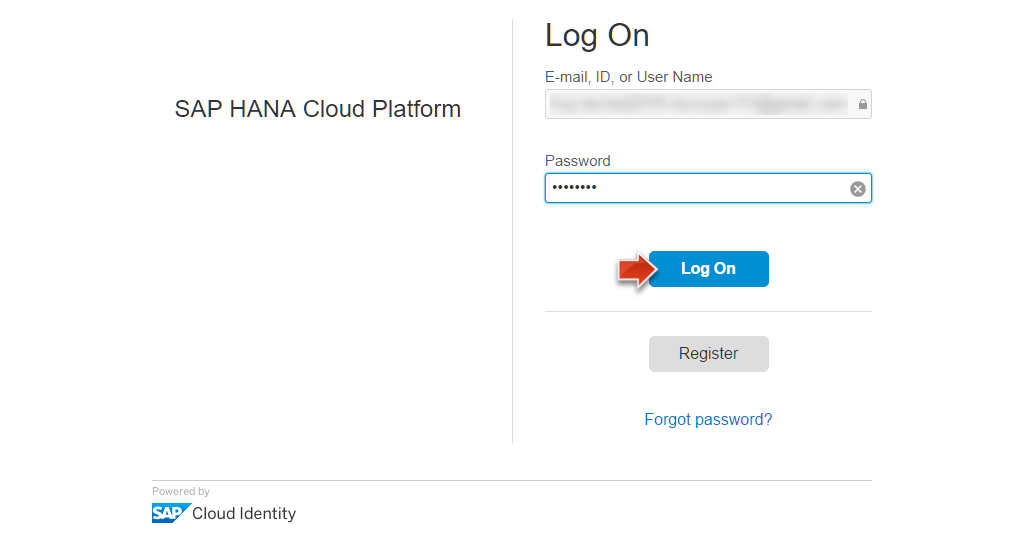 SAP HANA Cloud Platform
Log On
E-mail, ID, or User Name
Password
••••••••
Log On
Register
Forgot password?
Powered by
SAP Cloud Identity